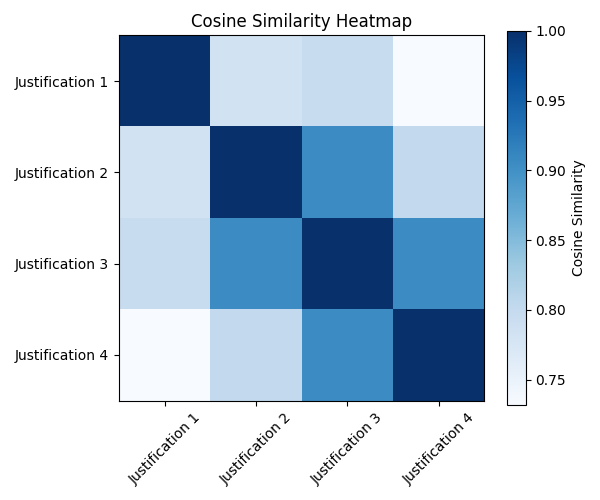 Cosine Similarity Heatmap
Justification 1
Justification 2
Justification 3
Justification 4
Justification 1
Justification 2
Justification 3
Justification 4
1.00
0.95
0.90
0.85
0.80
0.75
Cosine Similarity